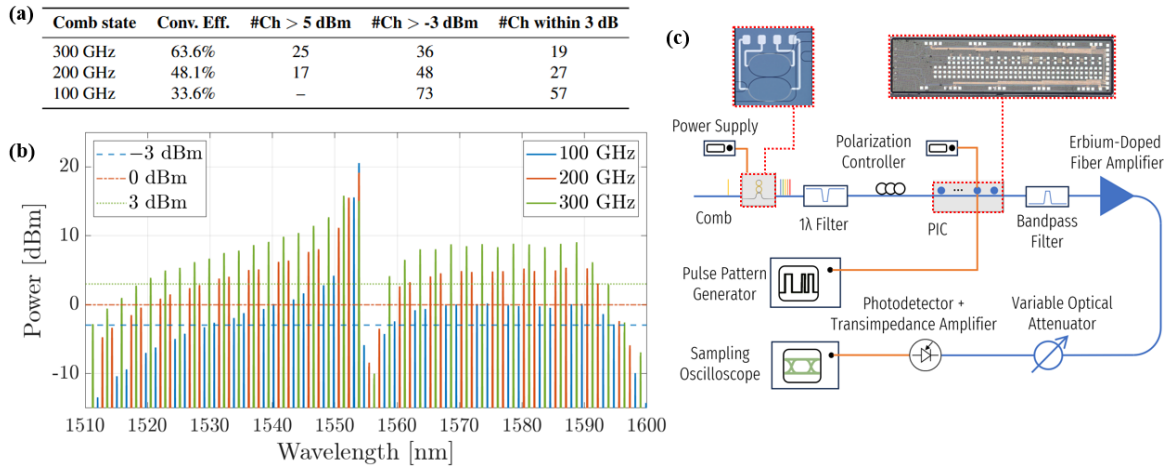 (a)
Comb state Conv. Eff. #Ch > 5 dBm #Ch > -3 dBm #Ch within 3 dB
300 GHz 63.6% 25 36 19
200 GHz 48.1% 17 48 27
100 GHz 33.6% – 73 57
(b)
−3 dBm
0 dBm
3 dBm
100 GHz
200 GHz
300 GHz
20
10
0
-10
Power [dBm]
1510 1520 1530 1540 1550 1560 1570 1580 1590 1600
Wavelength [nm]
(c)
Power Supply
Polarization
Controller
Erbium-Doped
Fiber Amplifier
Comb
1λ Filter
...
PIC
Bandpass
Filter
Pulse Pattern
Generator
Photodetector +
Transimpedance Amplifier
Variable Optical
Attenuator
Sampling
Oscilloscope